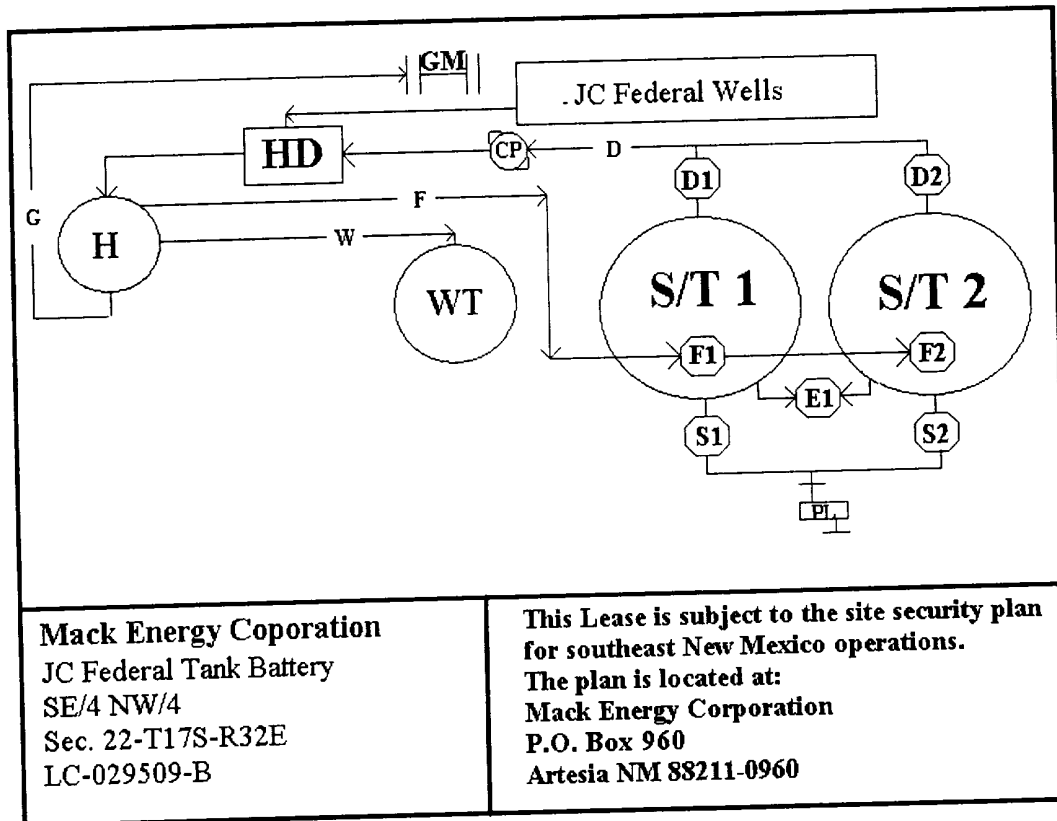 GM
. JC Federal Wells
HD
CP
D
D1
D2
G
F
H
W
WT
S/T 1
S/T 2
F1
F2
E1
S1
S2
PL
Mack Energy Coporation
JC Federal Tank Battery
SE/4 NW/4
Sec. 22-T17S-R32E
LC-029509-B
This Lease is subject to the site security plan
for southeast New Mexico operations.
The plan is located at:
Mack Energy Corporation
P.O. Box 960
Artesia NM 88211-0960